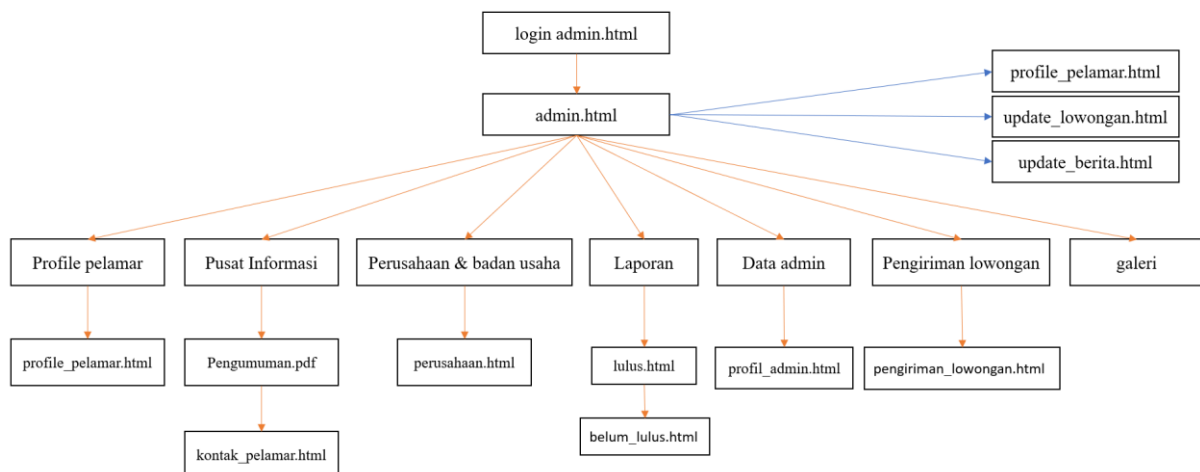 login admin.html
admin.html
profile_pelamar.html
update_lowongan.html
update_berita.html
Profile pelamar
Pusat Informasi
Perusahaan & badan usaha
Laporan
Data admin
Pengiriman lowongan
galeri
profile_pelamar.html
Pengumuman.pdf
perusahaan.html
lulus.html
profil_admin.html
pengiriman_lowongan.html
kontak_pelamar.html
belum_lulus.html